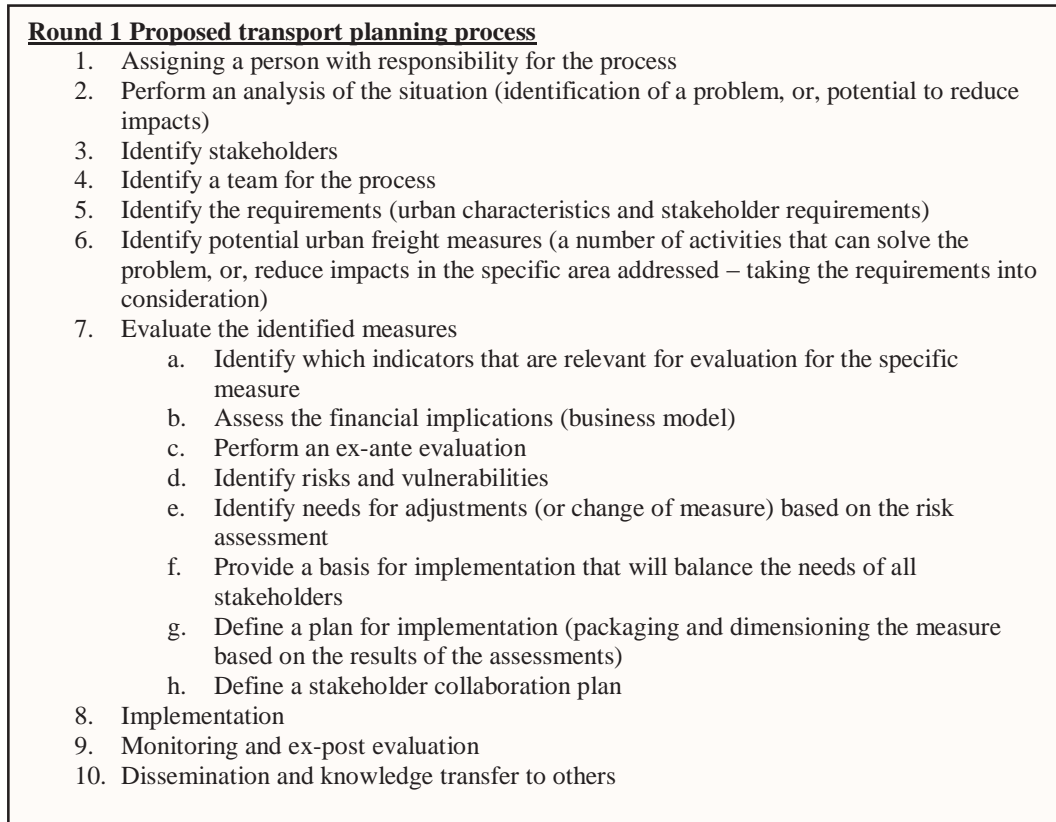 Round 1 Proposed transport planning process
1. Assigning a person with responsibility for the process
2. Perform an analysis of the situation (identification of a problem, or, potential to reduce
impacts)
3. Identify stakeholders
4. Identify a team for the process
5. Identify the requirements (urban characteristics and stakeholder requirements)
6. Identify potential urban freight measures (a number of activities that can solve the
problem, or, reduce impacts in the specific area addressed – taking the requirements into
consideration)
7. Evaluate the identified measures
a. Identify which indicators that are relevant for evaluation for the specific
measure
b. Assess the financial implications (business model)
c. Perform an ex-ante evaluation
d. Identify risks and vulnerabilities
e. Identify needs for adjustments (or change of measure) based on the risk
assessment
f. Provide a basis for implementation that will balance the needs of all
stakeholders
g. Define a plan for implementation (packaging and dimensioning the measure
based on the results of the assessments)
h. Define a stakeholder collaboration plan
8. Implementation
9. Monitoring and ex-post evaluation
10. Dissemination and knowledge transfer to others